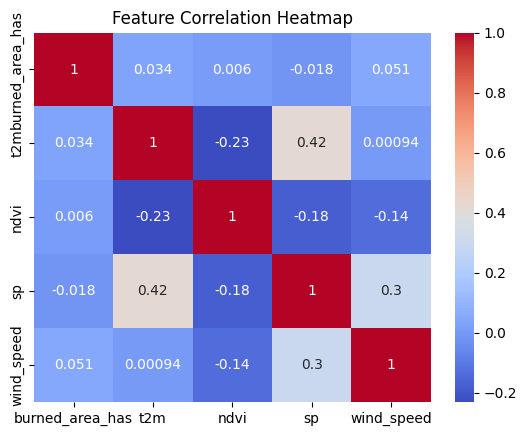 Feature Correlation Heatmap
burned_area_has
1 0.034 0.006 -0.018 0.051
t2m
0.034 1 -0.23 0.42 0.00094
ndvi
0.006 -0.23 1 -0.18 -0.14
sp
-0.018 0.42 -0.18 1 0.3
wind_speed
0.051 0.00094 -0.14 0.3 1
burned_area_has t2m ndvi sp wind_speed
1.0
0.8
0.6
0.4
0.2
0.0
−0.2